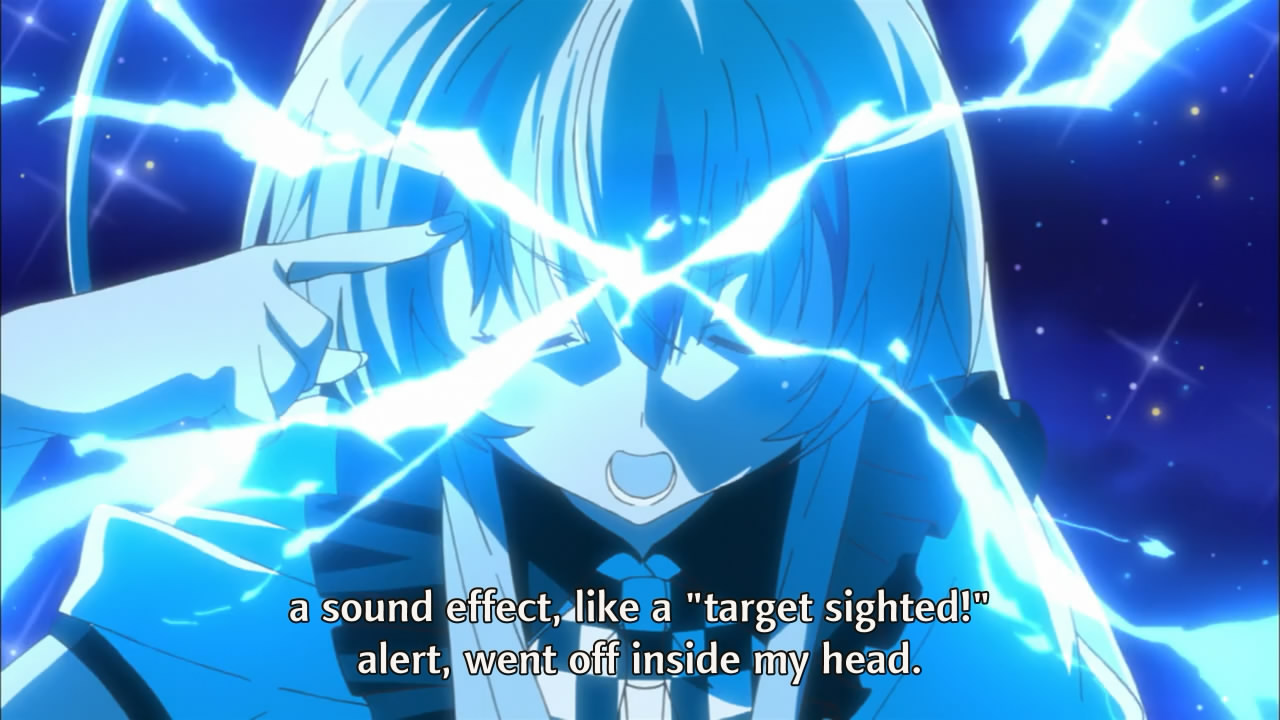 a sound effect, like a "target sighted!"
alert, went off inside my head.